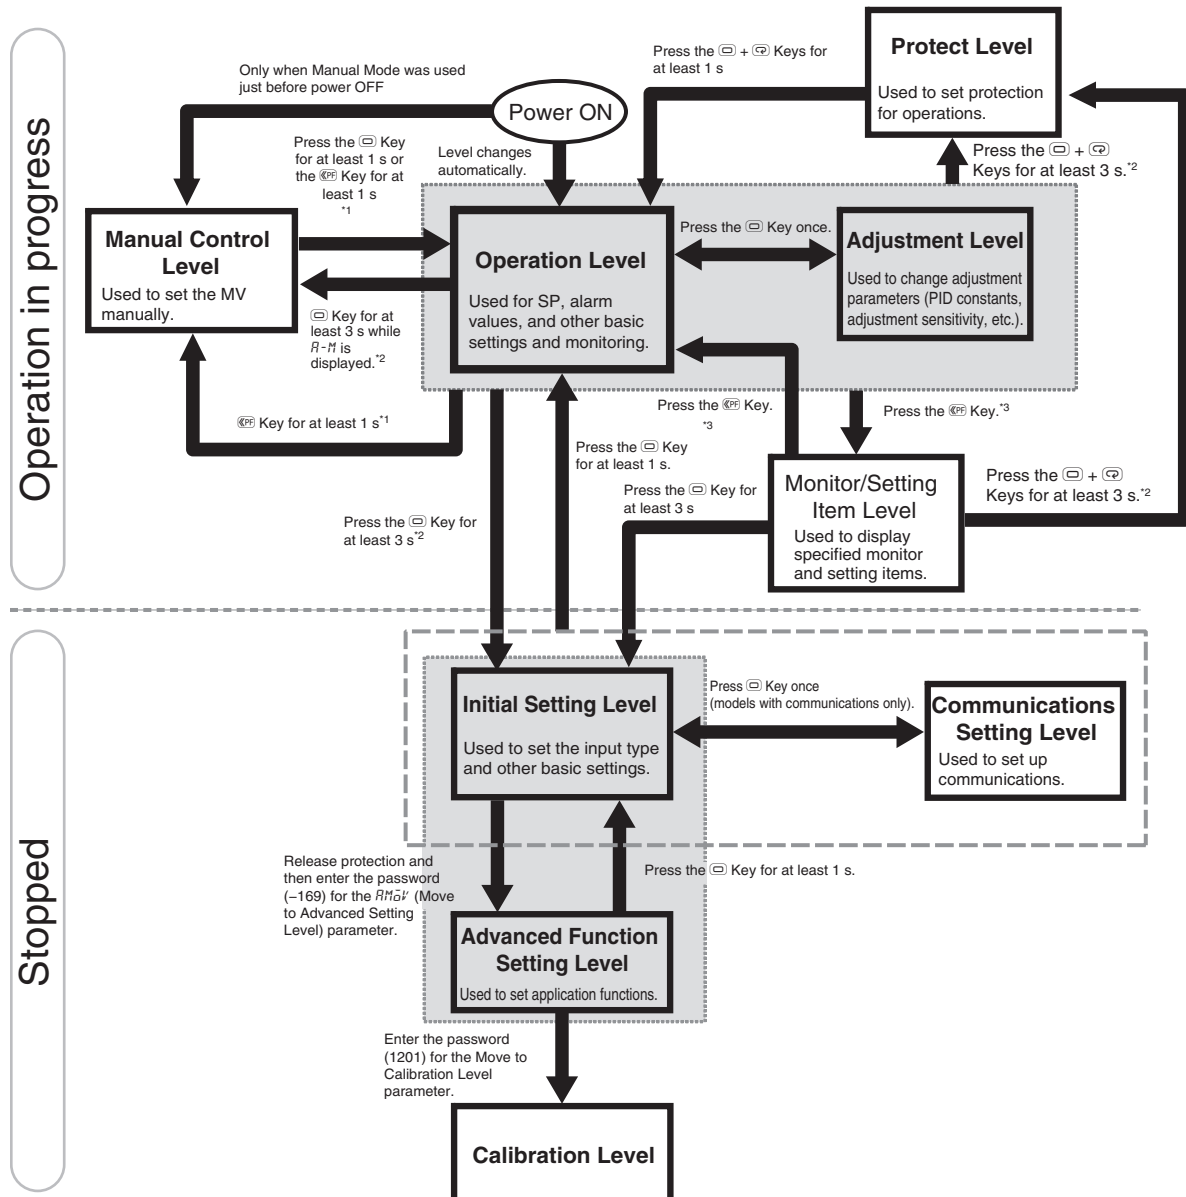 Operation in progress
Stopped
Only when Manual Mode was used
just before power OFF
Power ON
Press the Key
for at least 1 s or
the PF Key for at
least 1 s
*1
Level changes
automatically.
Press the + Keys for
at least 1 s
Protect Level
Used to set protection
for operations.
Press the +
Keys for at least 3 s.*2
Manual Control
Level
Used to set the MV
manually.
Operation Level
Used for SP, alarm
values, and other basic
settings and monitoring.
Press the Key once.
Adjustment Level
Used to change adjustment
parameters (PID constants,
adjustment sensitivity, etc.).
Key for at
least 3 s while
A-M is
displayed.*2
PF Key for at least 1 s*1
Press the PF Key.
*3
Press the PF Key.*3
Press the Key
for at least 1 s.
Press the Key for
at least 3 s
Monitor/Setting
Item Level
Used to display
specified monitor
and setting items.
Press the +
Keys for at least 3 s.*2
Press the Key for
at least 3 s*2
Initial Setting Level
Used to set the input type
and other basic settings.
Press Key once
(models with communications only).
Communications
Setting Level
Used to set up
communications.
Release protection and
then enter the password
(−169) for the AMoV (Move
to Advanced Setting
Level) parameter.
Press the Key for at least 1 s.
Advanced Function
Setting Level
Used to set application functions.
Enter the password
(1201) for the Move to
Calibration Level
parameter.
Calibration Level